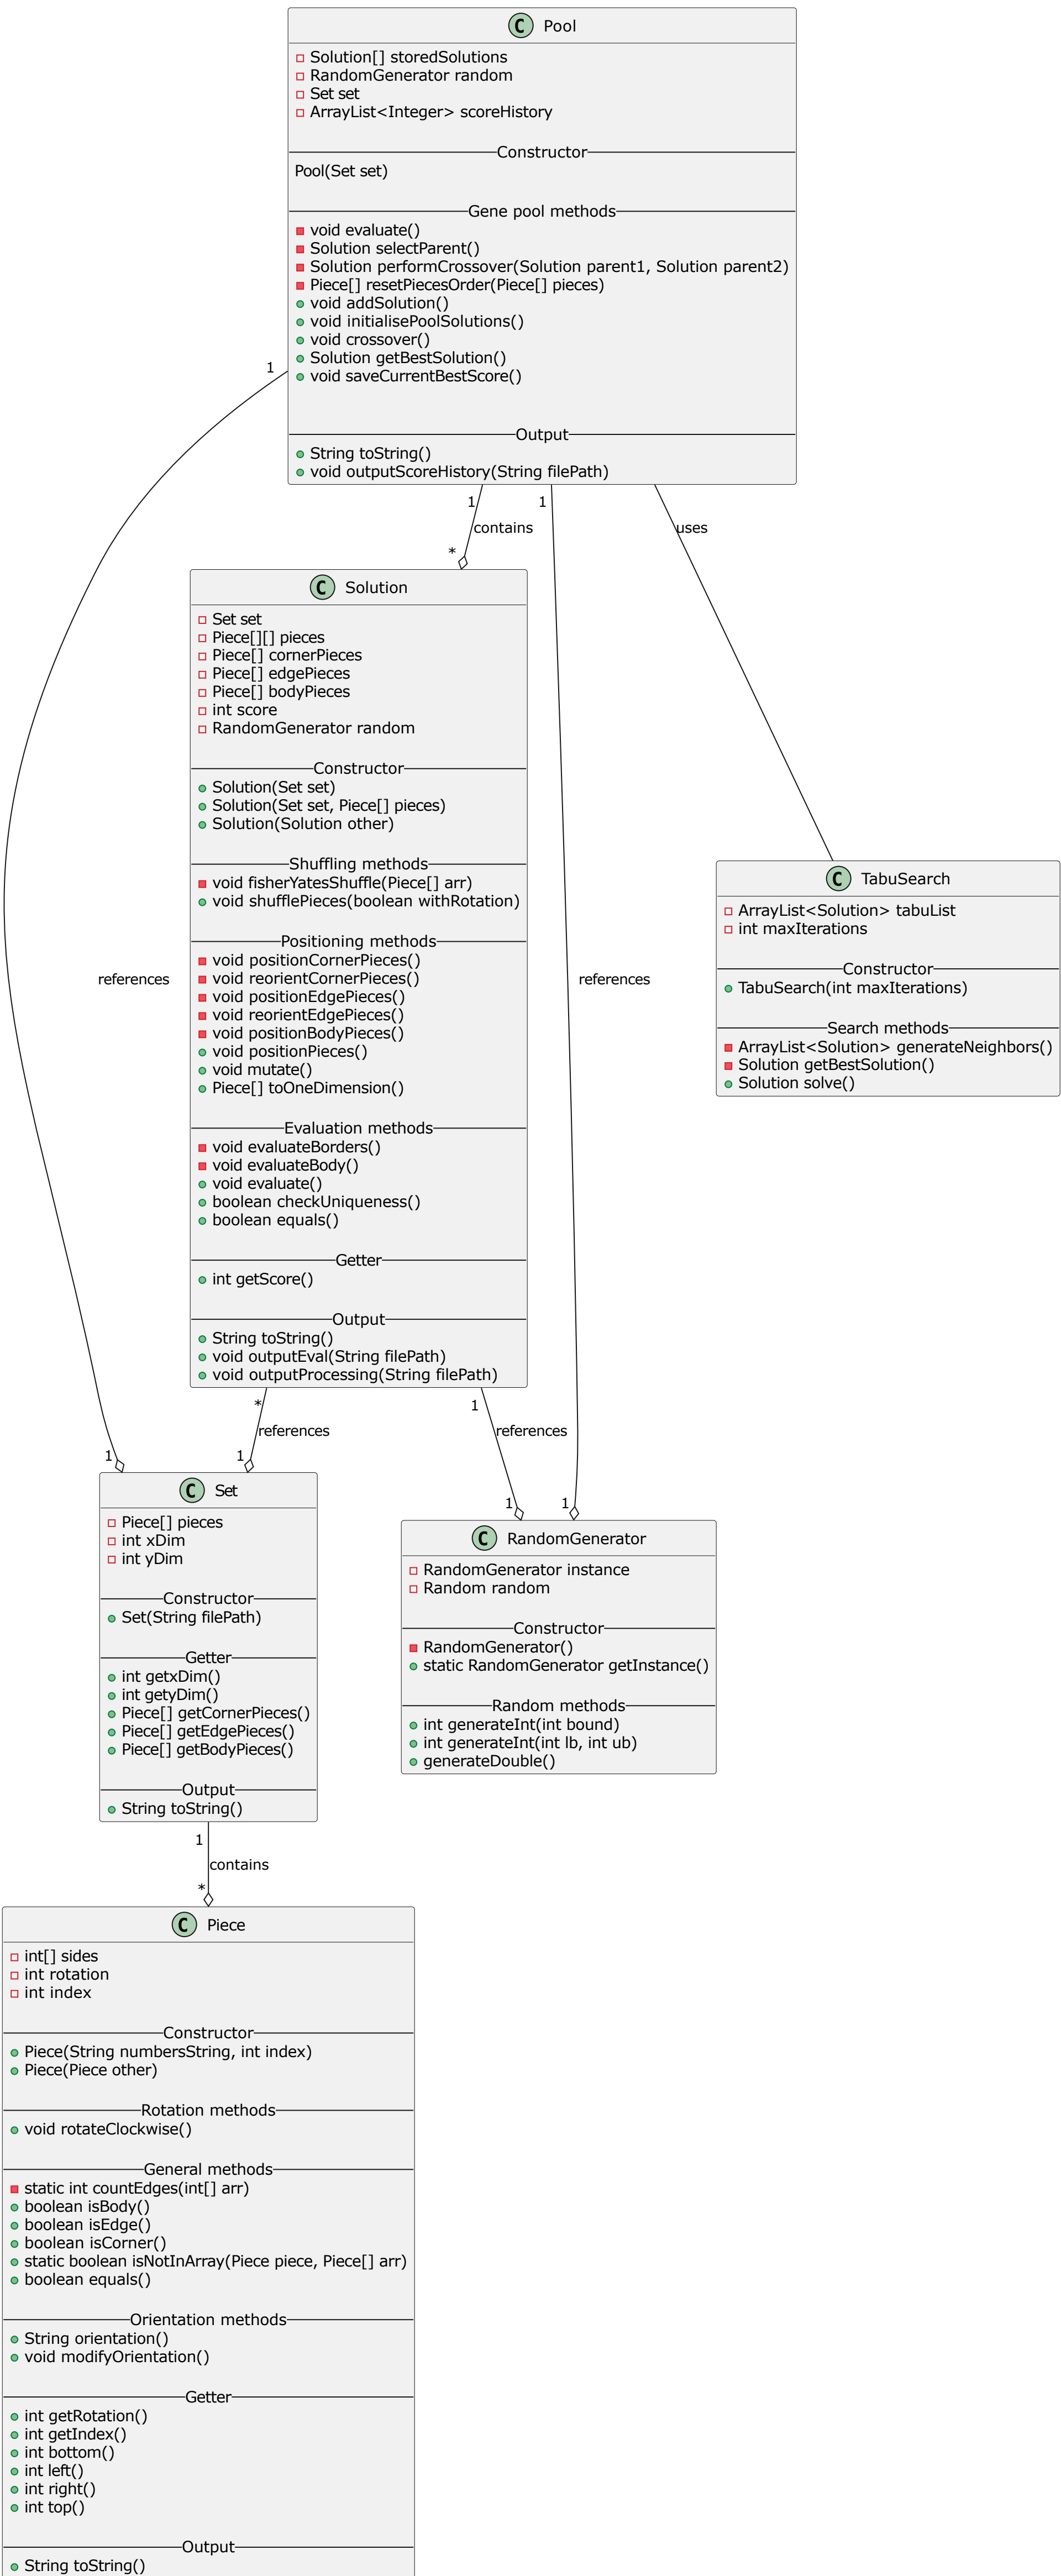 C Pool
Solution[] storedSolutions
RandomGenerator random
Set set
ArrayList<Integer> scoreHistory
Constructor
Pool(Set set)
Gene pool methods
void evaluate()
Solution selectParent()
Solution performCrossover(Solution parent1, Solution parent2)
Piece[] resetPiecesOrder(Piece[] pieces)
void addSolution()
void initialisePoolSolutions()
void crossover()
Solution getBestSolution()
void saveCurrentBestScore()
Output
String toString()
void outputScoreHistory(String filePath)
1
1
contains
*
1
uses
C Solution
Set set
Piece[][] pieces
Piece[] cornerPieces
Piece[] edgePieces
Piece[] bodyPieces
int score
RandomGenerator random
Constructor
Solution(Set set)
Solution(Set set, Piece[] pieces)
Solution(Solution other)
Shuffling methods
void fisherYatesShuffle(Piece[] arr)
void shufflePieces(boolean withRotation)
Positioning methods
void positionCornerPieces()
void reorientCornerPieces()
void positionEdgePieces()
void reorientEdgePieces()
void positionBodyPieces()
void positionPieces()
void mutate()
Piece[] toOneDimension()
Evaluation methods
void evaluateBorders()
void evaluateBody()
void evaluate()
boolean checkUniqueness()
boolean equals()
Getter
int getScore()
Output
String toString()
void outputEval(String filePath)
void outputProcessing(String filePath)
references
references
C TabuSearch
ArrayList<Solution> tabuList
int maxIterations
Constructor
TabuSearch(int maxIterations)
Search methods
ArrayList<Solution> generateNeighbors()
Solution getBestSolution()
Solution solve()
*
references
1
1
1
references
1
1
C Set
Piece[] pieces
int xDim
int yDim
Constructor
Set(String filePath)
Getter
int getxDim()
int getyDim()
Piece[] getCornerPieces()
Piece[] getEdgePieces()
Piece[] getBodyPieces()
Output
String toString()
C RandomGenerator
RandomGenerator instance
Random random
Constructor
RandomGenerator()
static RandomGenerator getInstance()
Random methods
int generateInt(int bound)
int generateInt(int lb, int ub)
generateDouble()
1
contains
*
C Piece
int[] sides
int rotation
int index
Constructor
Piece(String numbersString, int index)
Piece(Piece other)
Rotation methods
void rotateClockwise()
General methods
static int countEdges(int[] arr)
boolean isBody()
boolean isEdge()
boolean isCorner()
static boolean isNotInArray(Piece piece, Piece[] arr)
boolean equals()
Orientation methods
String orientation()
void modifyOrientation()
Getter
int getRotation()
int getIndex()
int bottom()
int left()
int right()
int top()
Output
String toString()